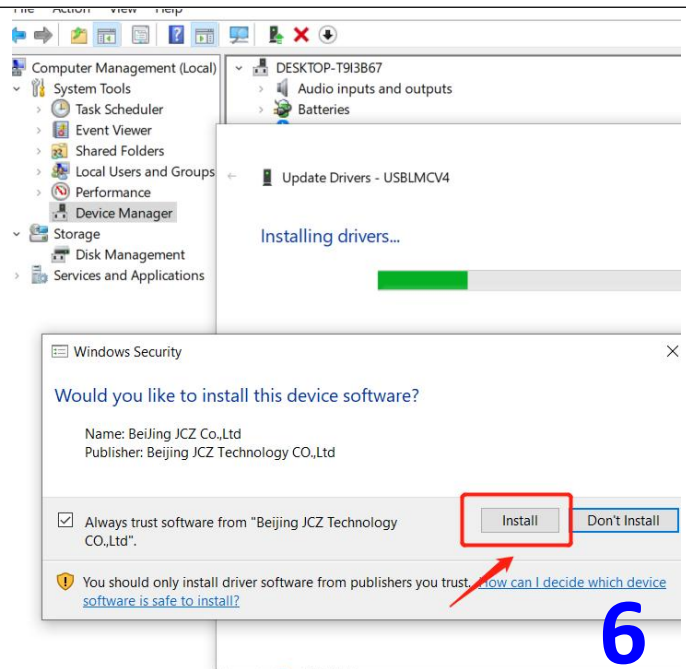 File Action View Help
Computer Management (Local)
System Tools
Task Scheduler
Event Viewer
Shared Folders
Local Users and Groups
Performance
Device Manager
Storage
Disk Management
Services and Applications
DESKTOP-T9I3B67
Audio inputs and outputs
Batteries
Update Drivers - USBLMCV4
Installing drivers...
Windows Security
Would you like to install this device software?
Name: BeiJing JCZ Co.,Ltd
Publisher: Beijing JCZ Technology CO.,Ltd
Always trust software from "Beijing JCZ Technology
CO.,Ltd".
Install
Don't Install
You should only install driver software from publishers you trust. How can I decide which device
software is safe to install?
6